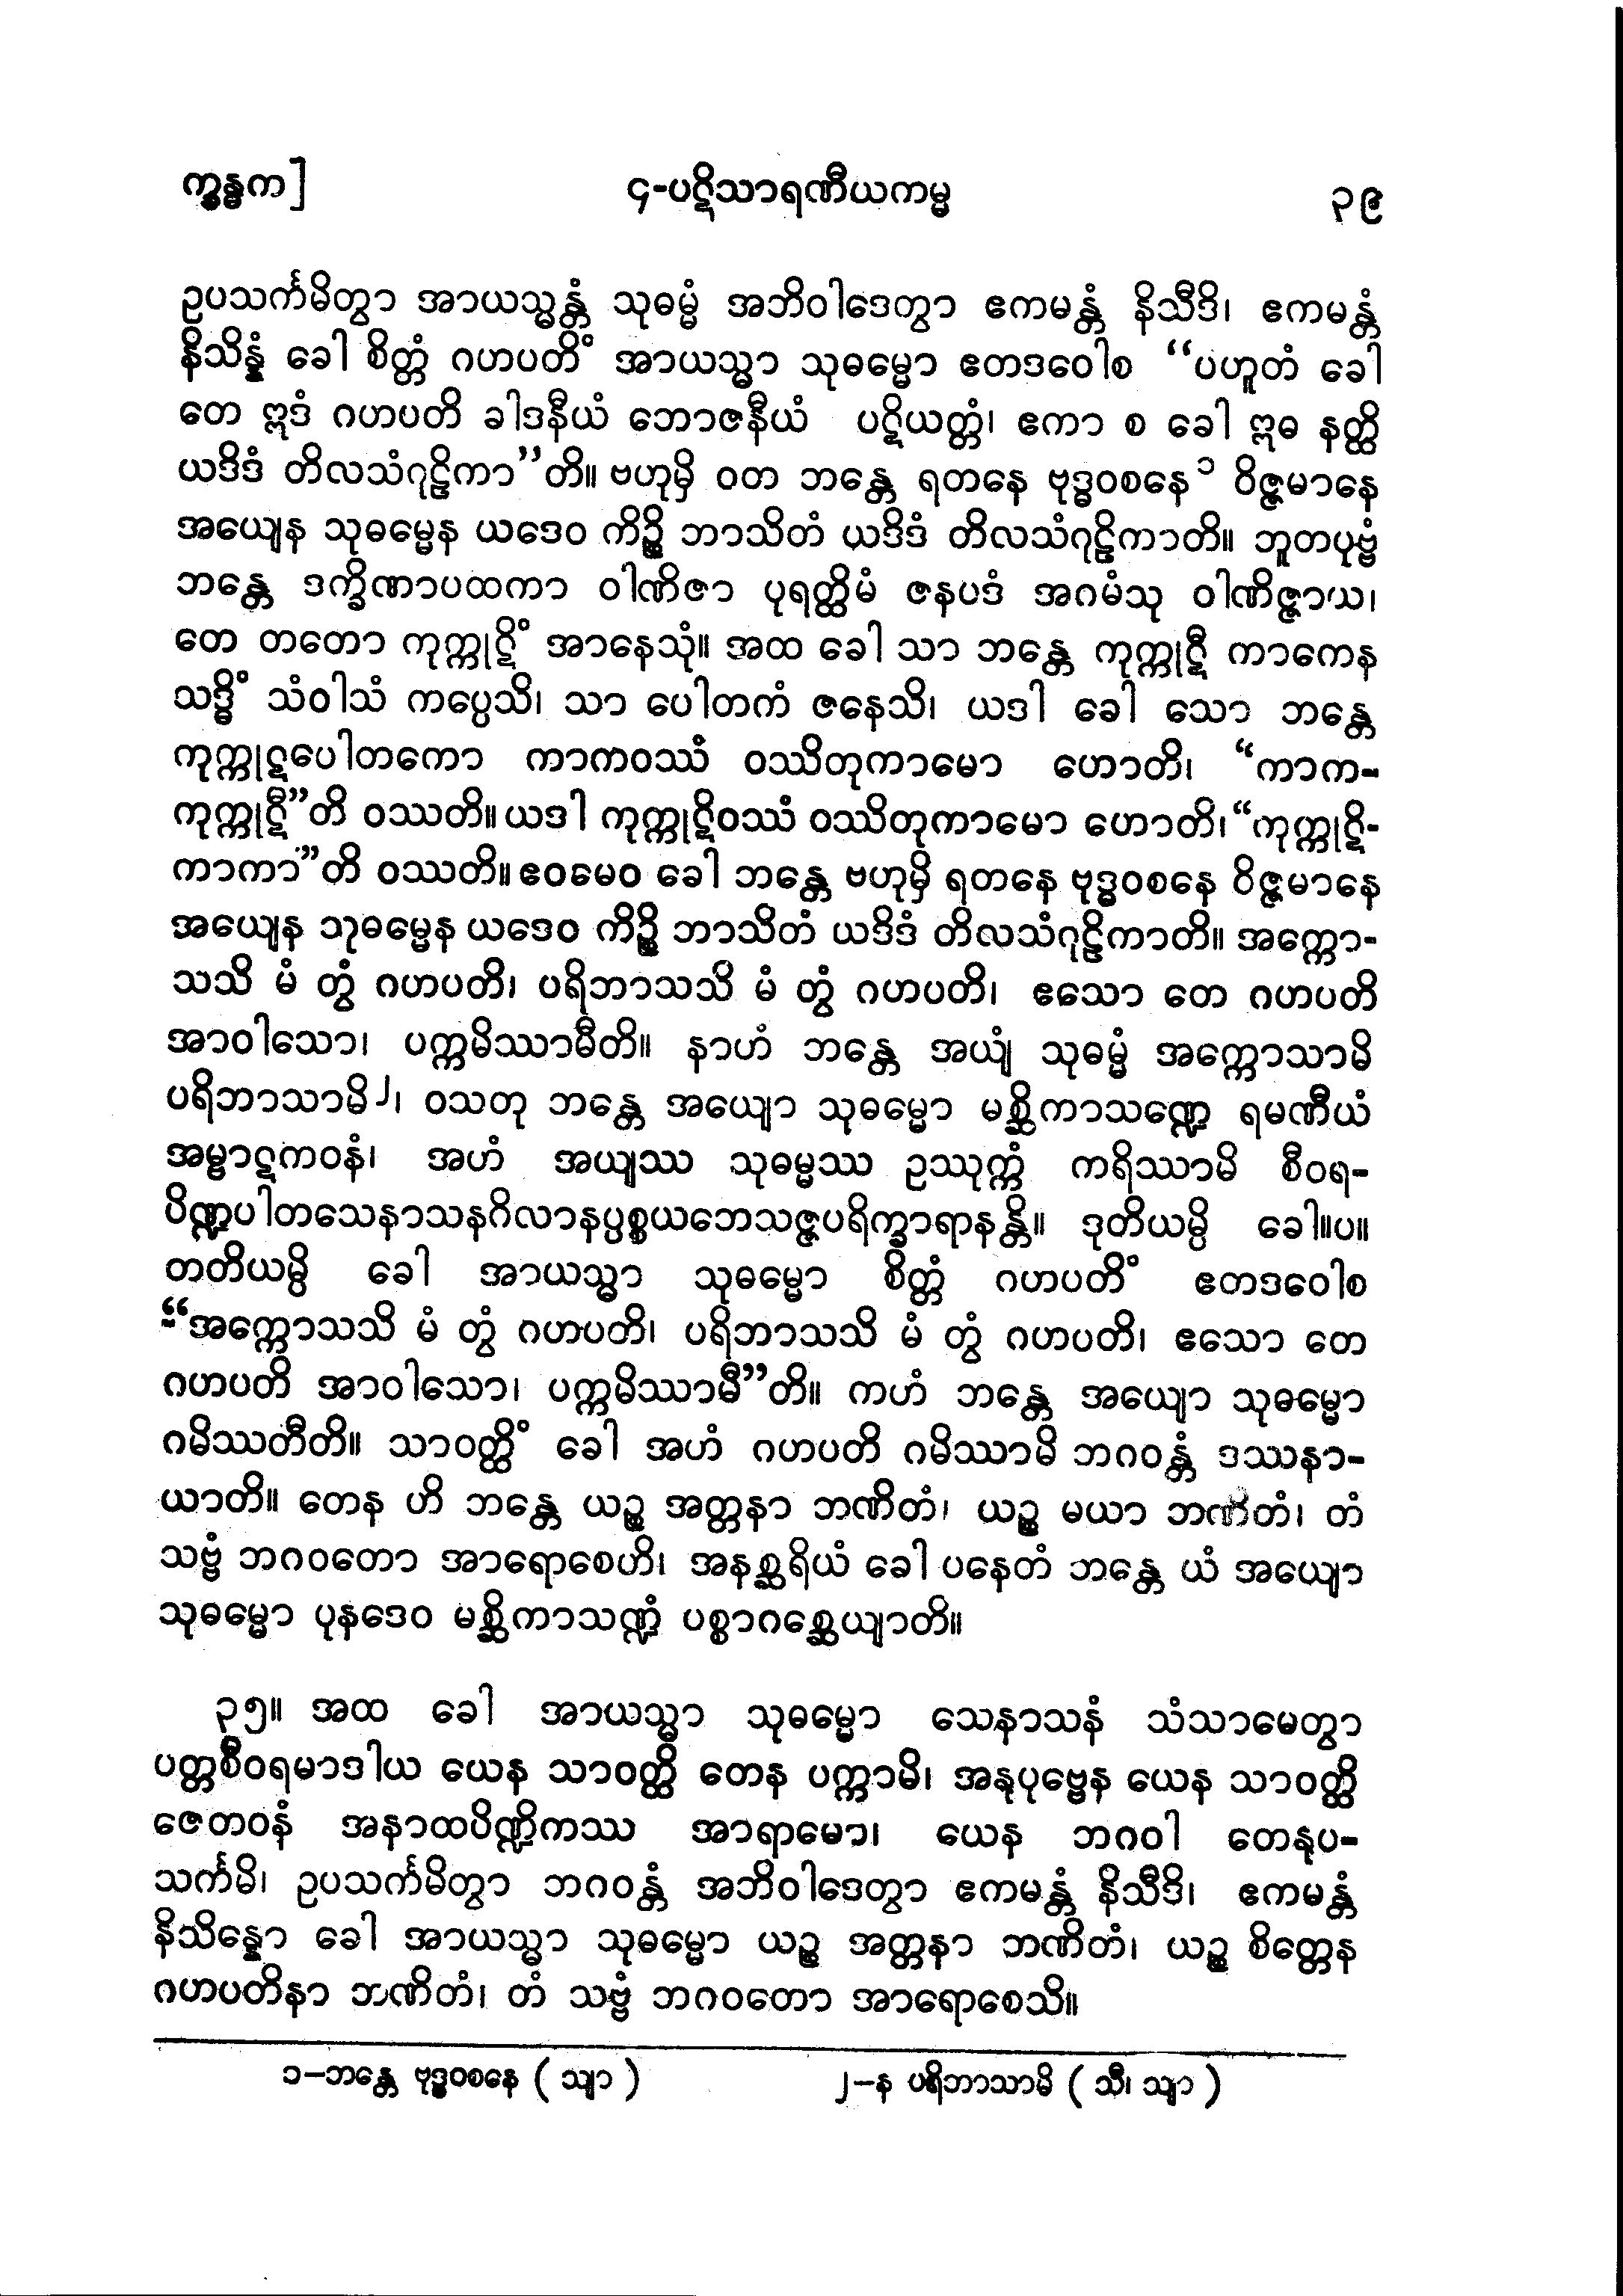 က္ခန္ဓက]
၄-ပဋိသာရဏီယကမ္မ
၃၉
ဥပသင်္ကမိတွာ အာယသ္မန္တံ သုဓမ္မံ အဘိဝါဒေတွာ ဧကမန္တံ နိသီဒိ၊ ဧကမန္တံ
နိသိန္နံ ခေါ စိတ္တံ ဂဟပတိံ အာယသ္မာ သုဓမ္မော ဧတဒဝေါစ “ပဟူတံ ခေါ
တေ ဣဒံ ဂဟပတိ ခါဒနီယံ ဘောဇနီယံ ပဋိယတ္တံ၊ ဧကာ စ ခေါ ဣဓ နတ္ထိ
ယဒိဒံ တိလသံဂုဠိကာ”တိ။ ဗဟုမှိ ဝတ ဘန္တေ ရတနေ ဗုဒ္ဓဝစနေ၁ ဝိဇ္ဇမာနေ
အယျေန သုဓမ္မေန ယဒေဝ ကိဉ္စိ ဘာသိတံ ယဒိဒံ တိလသံဂုဠိကာတိ။ ဘူတပုဗ္ဗံ
ဘန္တေ ဒက္ခိဏာပထကာ ဝါဏိဇာ ပုရတ္ထိမံ ဇနပဒံ အဂမံသု ဝါဏိဇ္ဇာယ၊
တေ တတော ကုက္ကုဋိံ အာနေသုံ။ အထ ခေါ သာ ဘန္တေ ကုက္ကုဋီ ကာကေန
သဒ္ဓိံ သံဝါသံ ကပ္ပေသိ၊ သာ ပေါတကံ ဇနေသိ၊ ယဒါ ခေါ သော ဘန္တေ
ကုက္ကုဋပေါတကော ကာကဝဿံ ဝဿိတုကာမော ဟောတိ၊ “ကာက-
ကုက္ကုဋီ”တိ ဝဿတိ။ ယဒါ ကုက္ကုဋိဝဿံ ဝဿိတုကာမော ဟောတိ၊ “ကုက္ကုဋိ-
ကာကာ”တိ ဝဿတိ။ ဧဝမေဝ ခေါ ဘန္တေ ဗဟုမှိ ရတနေ ဗုဒ္ဓဝစနေ ဝိဇ္ဇမာနေ
အယျေန သုဓမ္မေန ယဒေဝ ကိဉ္စိ ဘာသိတံ ယဒိဒံ တိလသံဂုဠိကာတိ။ အက္ကော-
သသိ မံ တွံ ဂဟပတိ၊ ပရိဘာသသိ မံ တွံ ဂဟပတိ၊ ဧသော တေ ဂဟပတိ
အာဝါသော၊ ပက္ကမိဿာမီတိ။ နာဟံ ဘန္တေ အယျံ သုဓမ္မံ အက္ကောသာမိ
ပရိဘာသာမိ၂၊ ဝသတု ဘန္တေ အယျော သုဓမ္မော မစ္ဆိကာသဏ္ဍေ ရမဏီယံ
အမ္ဗာဋကဝနံ၊ အဟံ အယျဿ သုဓမ္မဿ ဥဿုက္ကံ ကရိဿာမိ စီဝရ-
ပိဏ္ဍပါတသေနာသနဂိလာနပ္ပစ္စယဘေသဇ္ဇပရိက္ခာရာနန္တိ။ ဒုတိယမ္ပိ ခေါ။ပ။
တတိယမ္ပိ ခေါ အာယသ္မာ သုဓမ္မော စိတ္တံ ဂဟပတိံ ဧတဒဝေါစ
“အက္ကောသသိ မံ တွံ ဂဟပတိ၊ ပရိဘာသသိ မံ တွံ ဂဟပတိ၊ ဧသော တေ
ဂဟပတိ အာဝါသော၊ ပက္ကမိဿာမီ”တိ။ ကဟံ ဘန္တေ အယျော သုဓမ္မော
ဂမိဿတီတိ။ သာဝတ္ထိံ ခေါ အဟံ ဂဟပတိ ဂမိဿာမိ ဘဂဝန္တံ ဒဿနာ-
ယာတိ။ တေန ဟိ ဘန္တေ ယဉ္စ အတ္တနာ ဘဏိတံ၊ ယဉ္စ မယာ ဘဏိတံ၊ တံ
သဗ္ဗံ ဘဂဝတော အာရောစေဟိ၊ အနစ္ဆရိယံ ခေါ ပနေတံ ဘန္တေ ယံ အယျော
သုဓမ္မော ပုနဒေဝ မစ္ဆိကာသဏ္ဍံ ပစ္စာဂစ္ဆေယျာတိ။
၃၅။ အထ ခေါ အာယသ္မာ သုဓမ္မော သေနာသနံ သံသာမေတွာ
ပတ္တစီဝရမာဒါယ ယေန သာဝတ္ထိ တေန ပက္ကာမိ၊ အနုပုဗ္ဗေန ယေန သာဝတ္ထိ
ဇေတဝနံ အနာထပိဏ္ဍိကဿ အာရာမော၊ ယေန ဘဂဝါ တေနုပ-
သင်္ကမိ၊ ဥပသင်္ကမိတွာ ဘဂဝန္တံ အဘိဝါဒေတွာ ဧကမန္တံ နိသီဒိ၊ ဧကမန္တံ
နိသိန္နော ခေါ အာယသ္မာ သုဓမ္မော ယဉ္စ အတ္တနာ ဘဏိတံ၊ ယဉ္စ စိတ္တေန
ဂဟပတိနာ ဘဏိတံ၊ တံ သဗ္ဗံ ဘဂဝတော အာရောစေသိ။
၁–ဘန္တေ ဗုဒ္ဓဝစနေ ( သျာ )
၂–န ပရိဘာသာမိ ( သီ၊ သျာ )